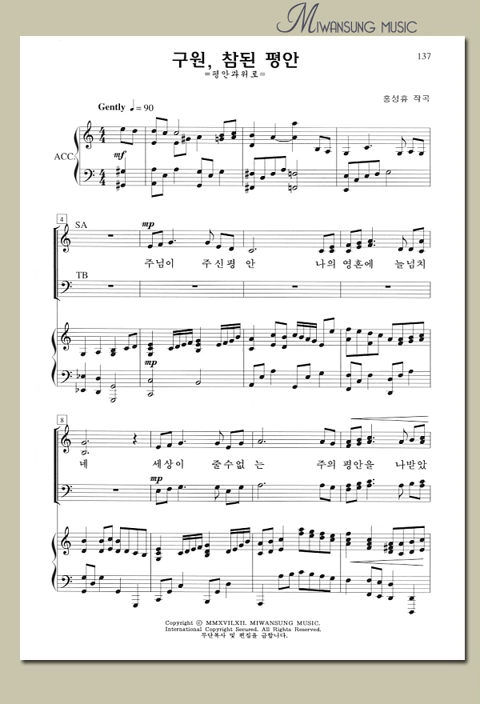 MIWANSUNG MUSIC
구원, 참된 평안
137
=평안과위로=
Gently ♩= 90
홍성휴 작곡
ACC.
mf
4
SA
mp
주님이 주신평 안 나의 영혼에 늘넘치
TB
mp
8
네 세상이 줄수없 는 주의 평안을 나받았
mp
Copyright ⓒ MMXVILXII. MIWANSUNG MUSIC.
International Copyright Secured. All Rights Reserved.
무단복사 및 편집을 금합니다.